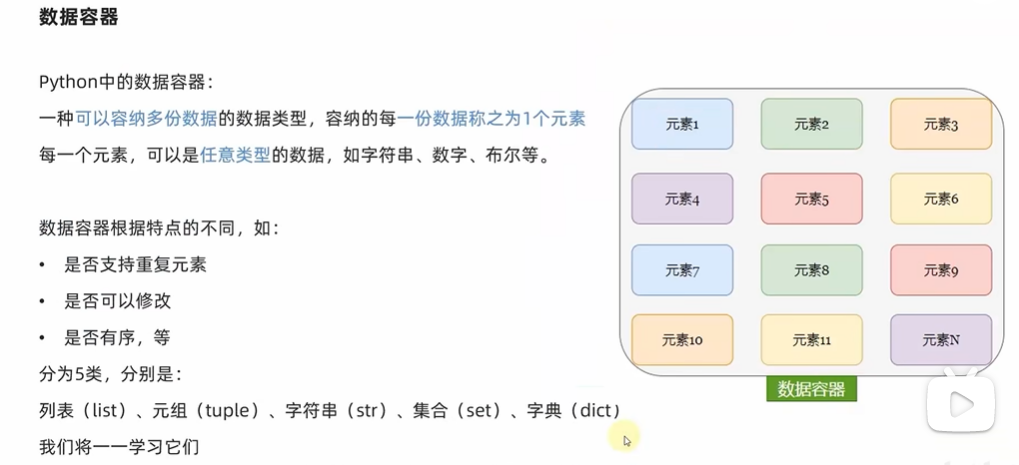 数据容器
Python中的数据容器：
一种可以容纳多份数据的数据类型，容纳的每一份数据称之为1个元素
每一个元素，可以是任意类型的数据，如字符串、数字、布尔等。
数据容器根据特点的不同，如：
• 是否支持重复元素
• 是否可以修改
• 是否有序，等
分为5类，分别是：
列表（list）、元组（tuple）、字符串（str）、集合（set）、字典（dict）
我们将一一学习它们
元素1 元素2 元素3
元素4 元素5 元素6
元素7 元素8 元素9
元素10 元素11 元素N
数据容器